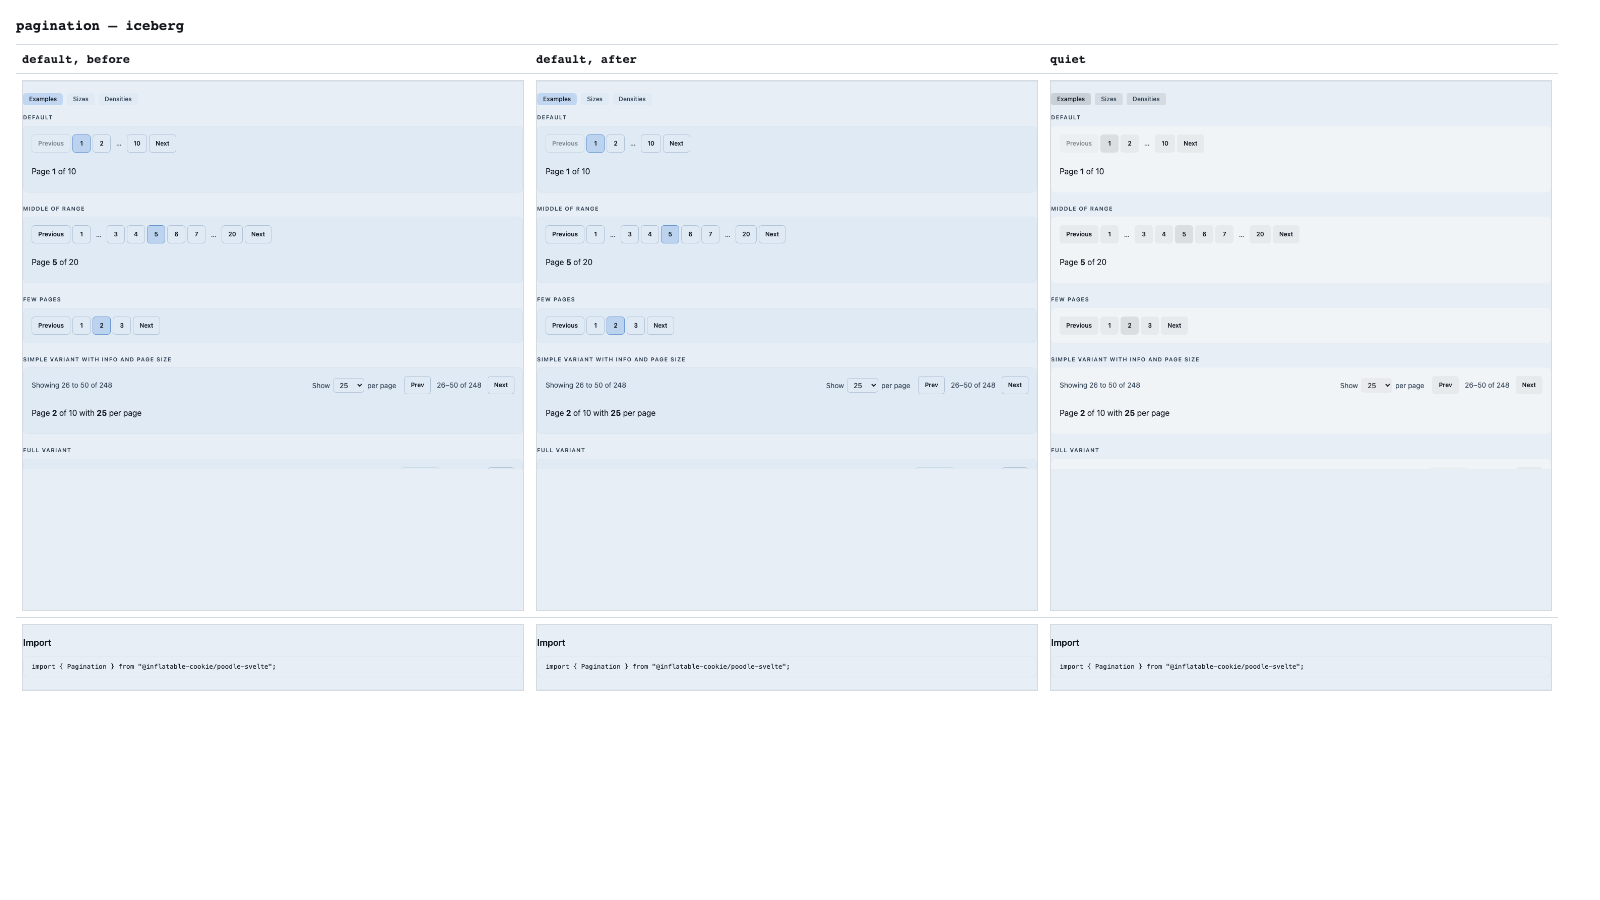 pagination — iceberg
default, before
default, after
quiet
Examples Sizes Densities
DEFAULT
Previous 1 2 … 10 Next
Page 1 of 10
MIDDLE OF RANGE
Previous 1 … 3 4 5 6 7 … 20 Next
Page 5 of 20
FEW PAGES
Previous 1 2 3 Next
SIMPLE VARIANT WITH INFO AND PAGE SIZE
Showing 26 to 50 of 248 Show 25 per page Prev 26–50 of 248 Next
Page 2 of 10 with 25 per page
FULL VARIANT
Examples Sizes Densities
DEFAULT
Previous 1 2 … 10 Next
Page 1 of 10
MIDDLE OF RANGE
Previous 1 … 3 4 5 6 7 … 20 Next
Page 5 of 20
FEW PAGES
Previous 1 2 3 Next
SIMPLE VARIANT WITH INFO AND PAGE SIZE
Showing 26 to 50 of 248 Show 25 per page Prev 26–50 of 248 Next
Page 2 of 10 with 25 per page
FULL VARIANT
Examples Sizes Densities
DEFAULT
Previous 1 2 … 10 Next
Page 1 of 10
MIDDLE OF RANGE
Previous 1 … 3 4 5 6 7 … 20 Next
Page 5 of 20
FEW PAGES
Previous 1 2 3 Next
SIMPLE VARIANT WITH INFO AND PAGE SIZE
Showing 26 to 50 of 248 Show 25 per page Prev 26–50 of 248 Next
Page 2 of 10 with 25 per page
FULL VARIANT
Import
import { Pagination } from "@inflatable-cookie/poodle-svelte";
Import
import { Pagination } from "@inflatable-cookie/poodle-svelte";
Import
import { Pagination } from "@inflatable-cookie/poodle-svelte";